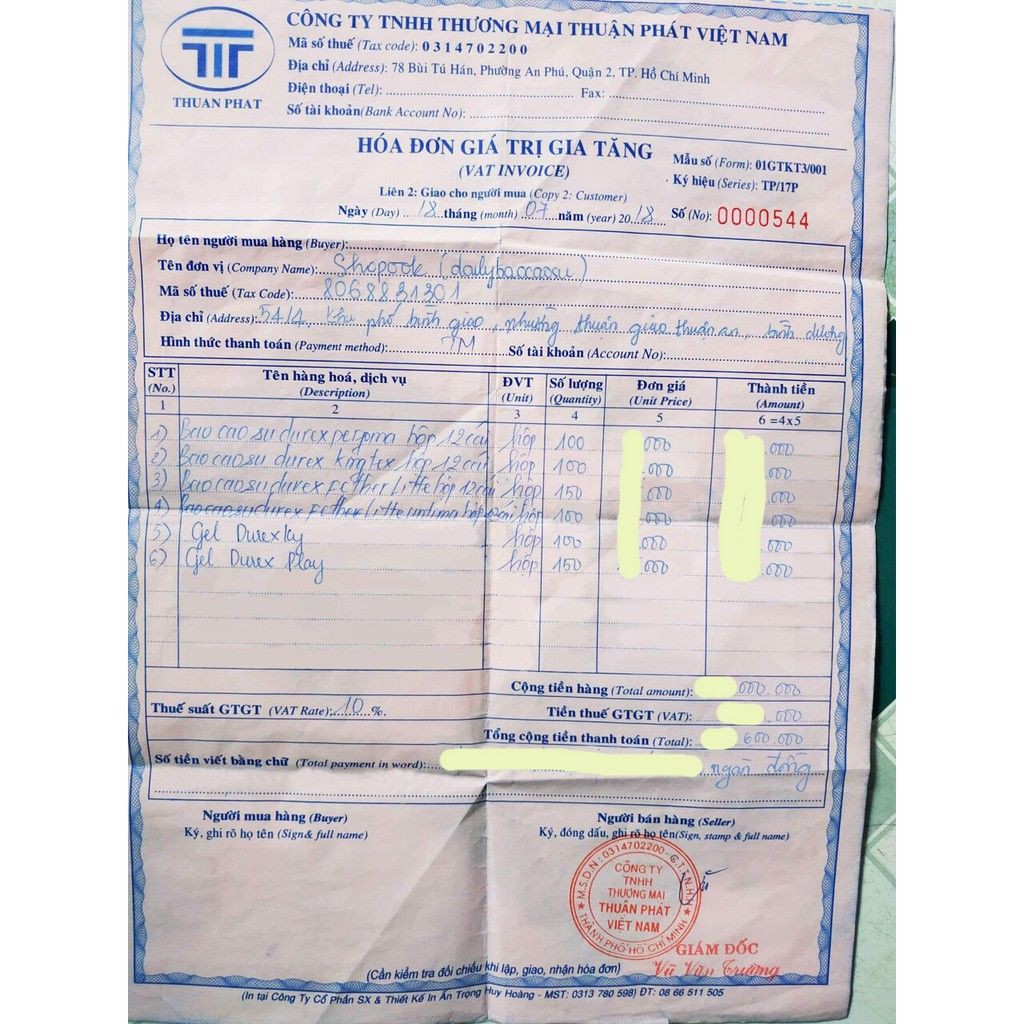 CÔNG TY TNHH THƯƠNG MẠI THUẬN PHÁT VIỆT NAM
Mã số thuế (Tax code): 0314702200
Địa chỉ (Address): 78 Bùi Tú Hán, Phường An Phú, Quận 2, TP. Hồ Chí Minh
Điện thoại (Tel): Fax:
THUAN PHAT
Số tài khoản(Bank Account No):
HÓA ĐƠN GIÁ TRỊ GIA TĂNG
(VAT INVOICE)
Mẫu số (Form): 01GTKT3/001
Ký hiệu (Series): TP/17P
Liên 2: Giao cho người mua (Copy 2: Customer)
Ngày (Day) 18 tháng (month) 07 năm (year) 2018 Số (No): 0000544
Họ tên người mua hàng (Buyer):
Tên đơn vị (Company Name): Shopook (dailybaocaosu)
Mã số thuế (Tax Code): 8068831301
Địa chỉ (Address): 54/4, Khu phố bình giao, phường thuận giao thuận an, bình dương
Hình thức thanh toán (Payment method): TM Số tài khoản (Account No):
STT Tên hàng hoá, dịch vụ ĐVT Số lượng Đơn giá Thành tiền
(No.) (Description) (Unit) (Quantity) (Unit Price) (Amount)
1 2 3 4 5 6 =4x5
1) Bao cao su durex perfoma hộp 12 cái hộp 100 .000 .000
2) Bao cao su durex kingtex hộp 12 cái hộp 100 .000 .000
3) Bao cao su durex hộp 12 cái hộp 150 .000 .000
4) Bao cao su durex hộp 100 .000 .000
5) Gel Durex Ky hộp 100 .000 .000
6) Gel Durex Play hộp 150 .000 .000
Cộng tiền hàng (Total amount): .000.000
Thuế suất GTGT (VAT Rate): 10 %. Tiền thuế GTGT (VAT): .000
Tổng cộng tiền thanh toán (Total): 600.000
Số tiền viết bằng chữ (Total payment in word): ngàn đồng
Người mua hàng (Buyer) Người bán hàng (Seller)
Ký, ghi rõ họ tên (Sign & full name) Ký, đóng dấu, ghi rõ họ tên(Sign, stamp & full name)
M.S.D.N: 0314702200-C.T.T.N.H.H
CÔNG TY
TNHH
THƯƠNG MẠI
THUẬN PHÁT
VIỆT NAM
THÀNH PHỐ HỒ CHÍ MINH
GIÁM ĐỐC
Vũ Văn Trường
(Cần kiểm tra đối chiếu khi lập, giao, nhận hóa đơn)
(In tại Công Ty Cổ Phần SX & Thiết Kế In Ấn Trọng Huy Hoàng - MST: 0313 780 598) ĐT: 08 66 511 505